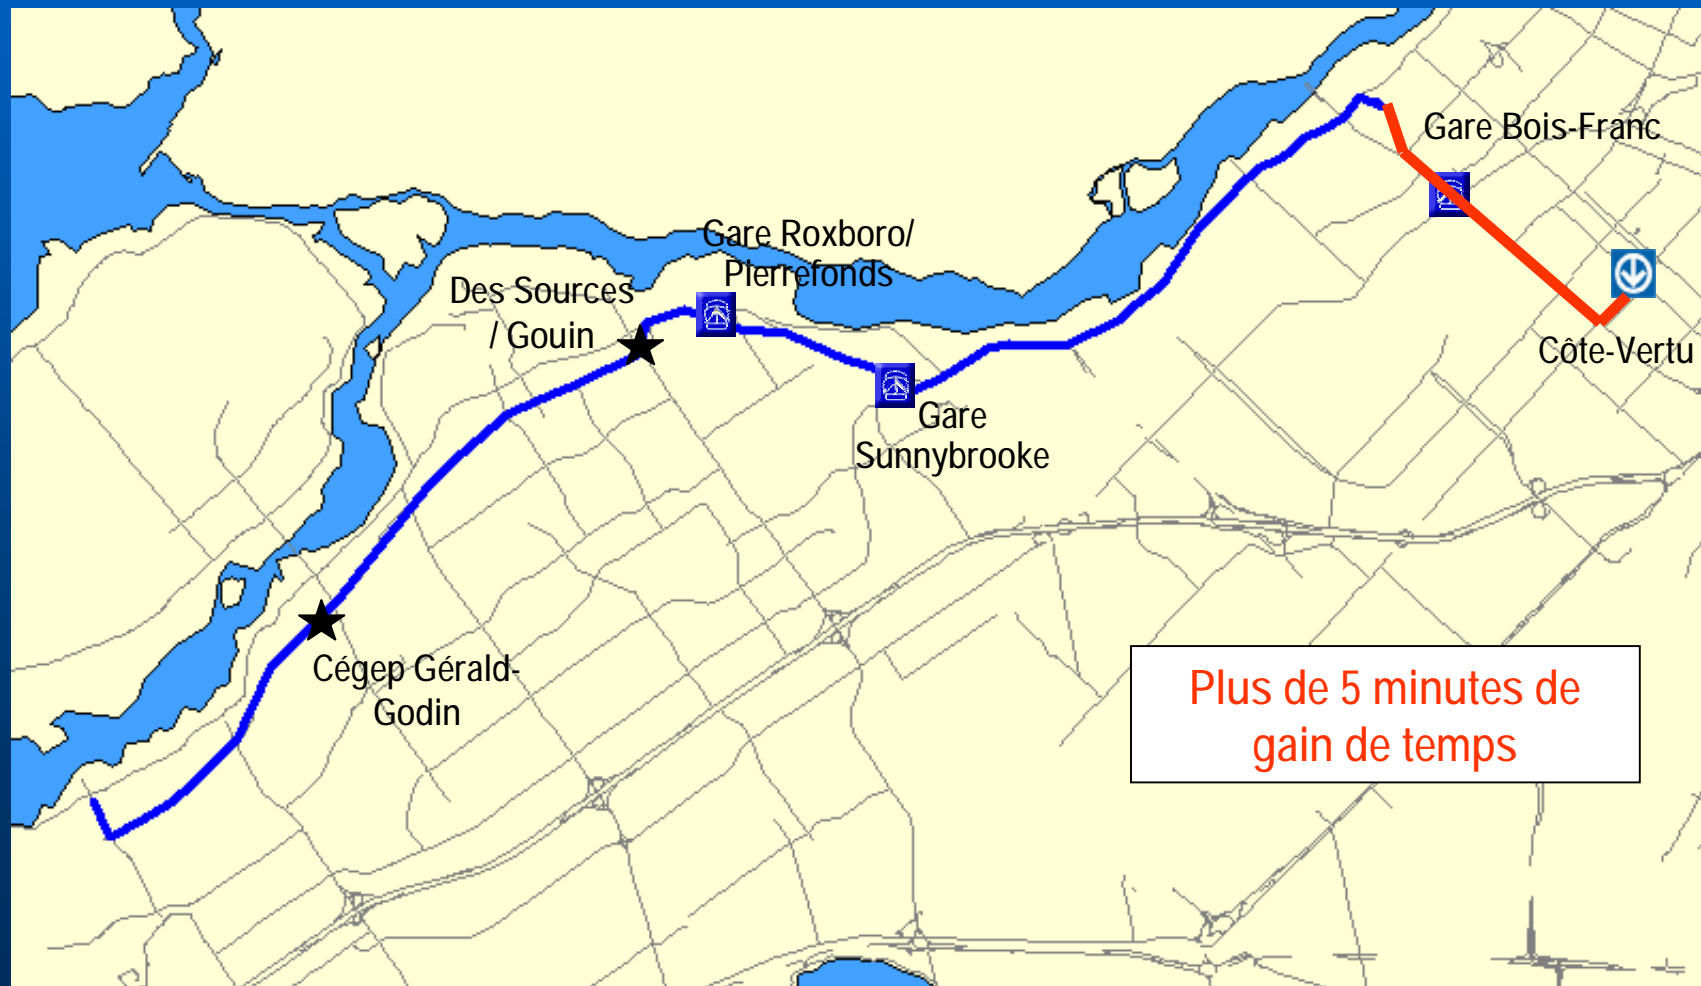 Gare Bois-Franc
Gare Roxboro/
Pierrefonds
Des Sources
/ Gouin
Côte-Vertu
Gare
Sunnybrooke
Cégep Gérald-
Godin
Plus de 5 minutes de
gain de temps